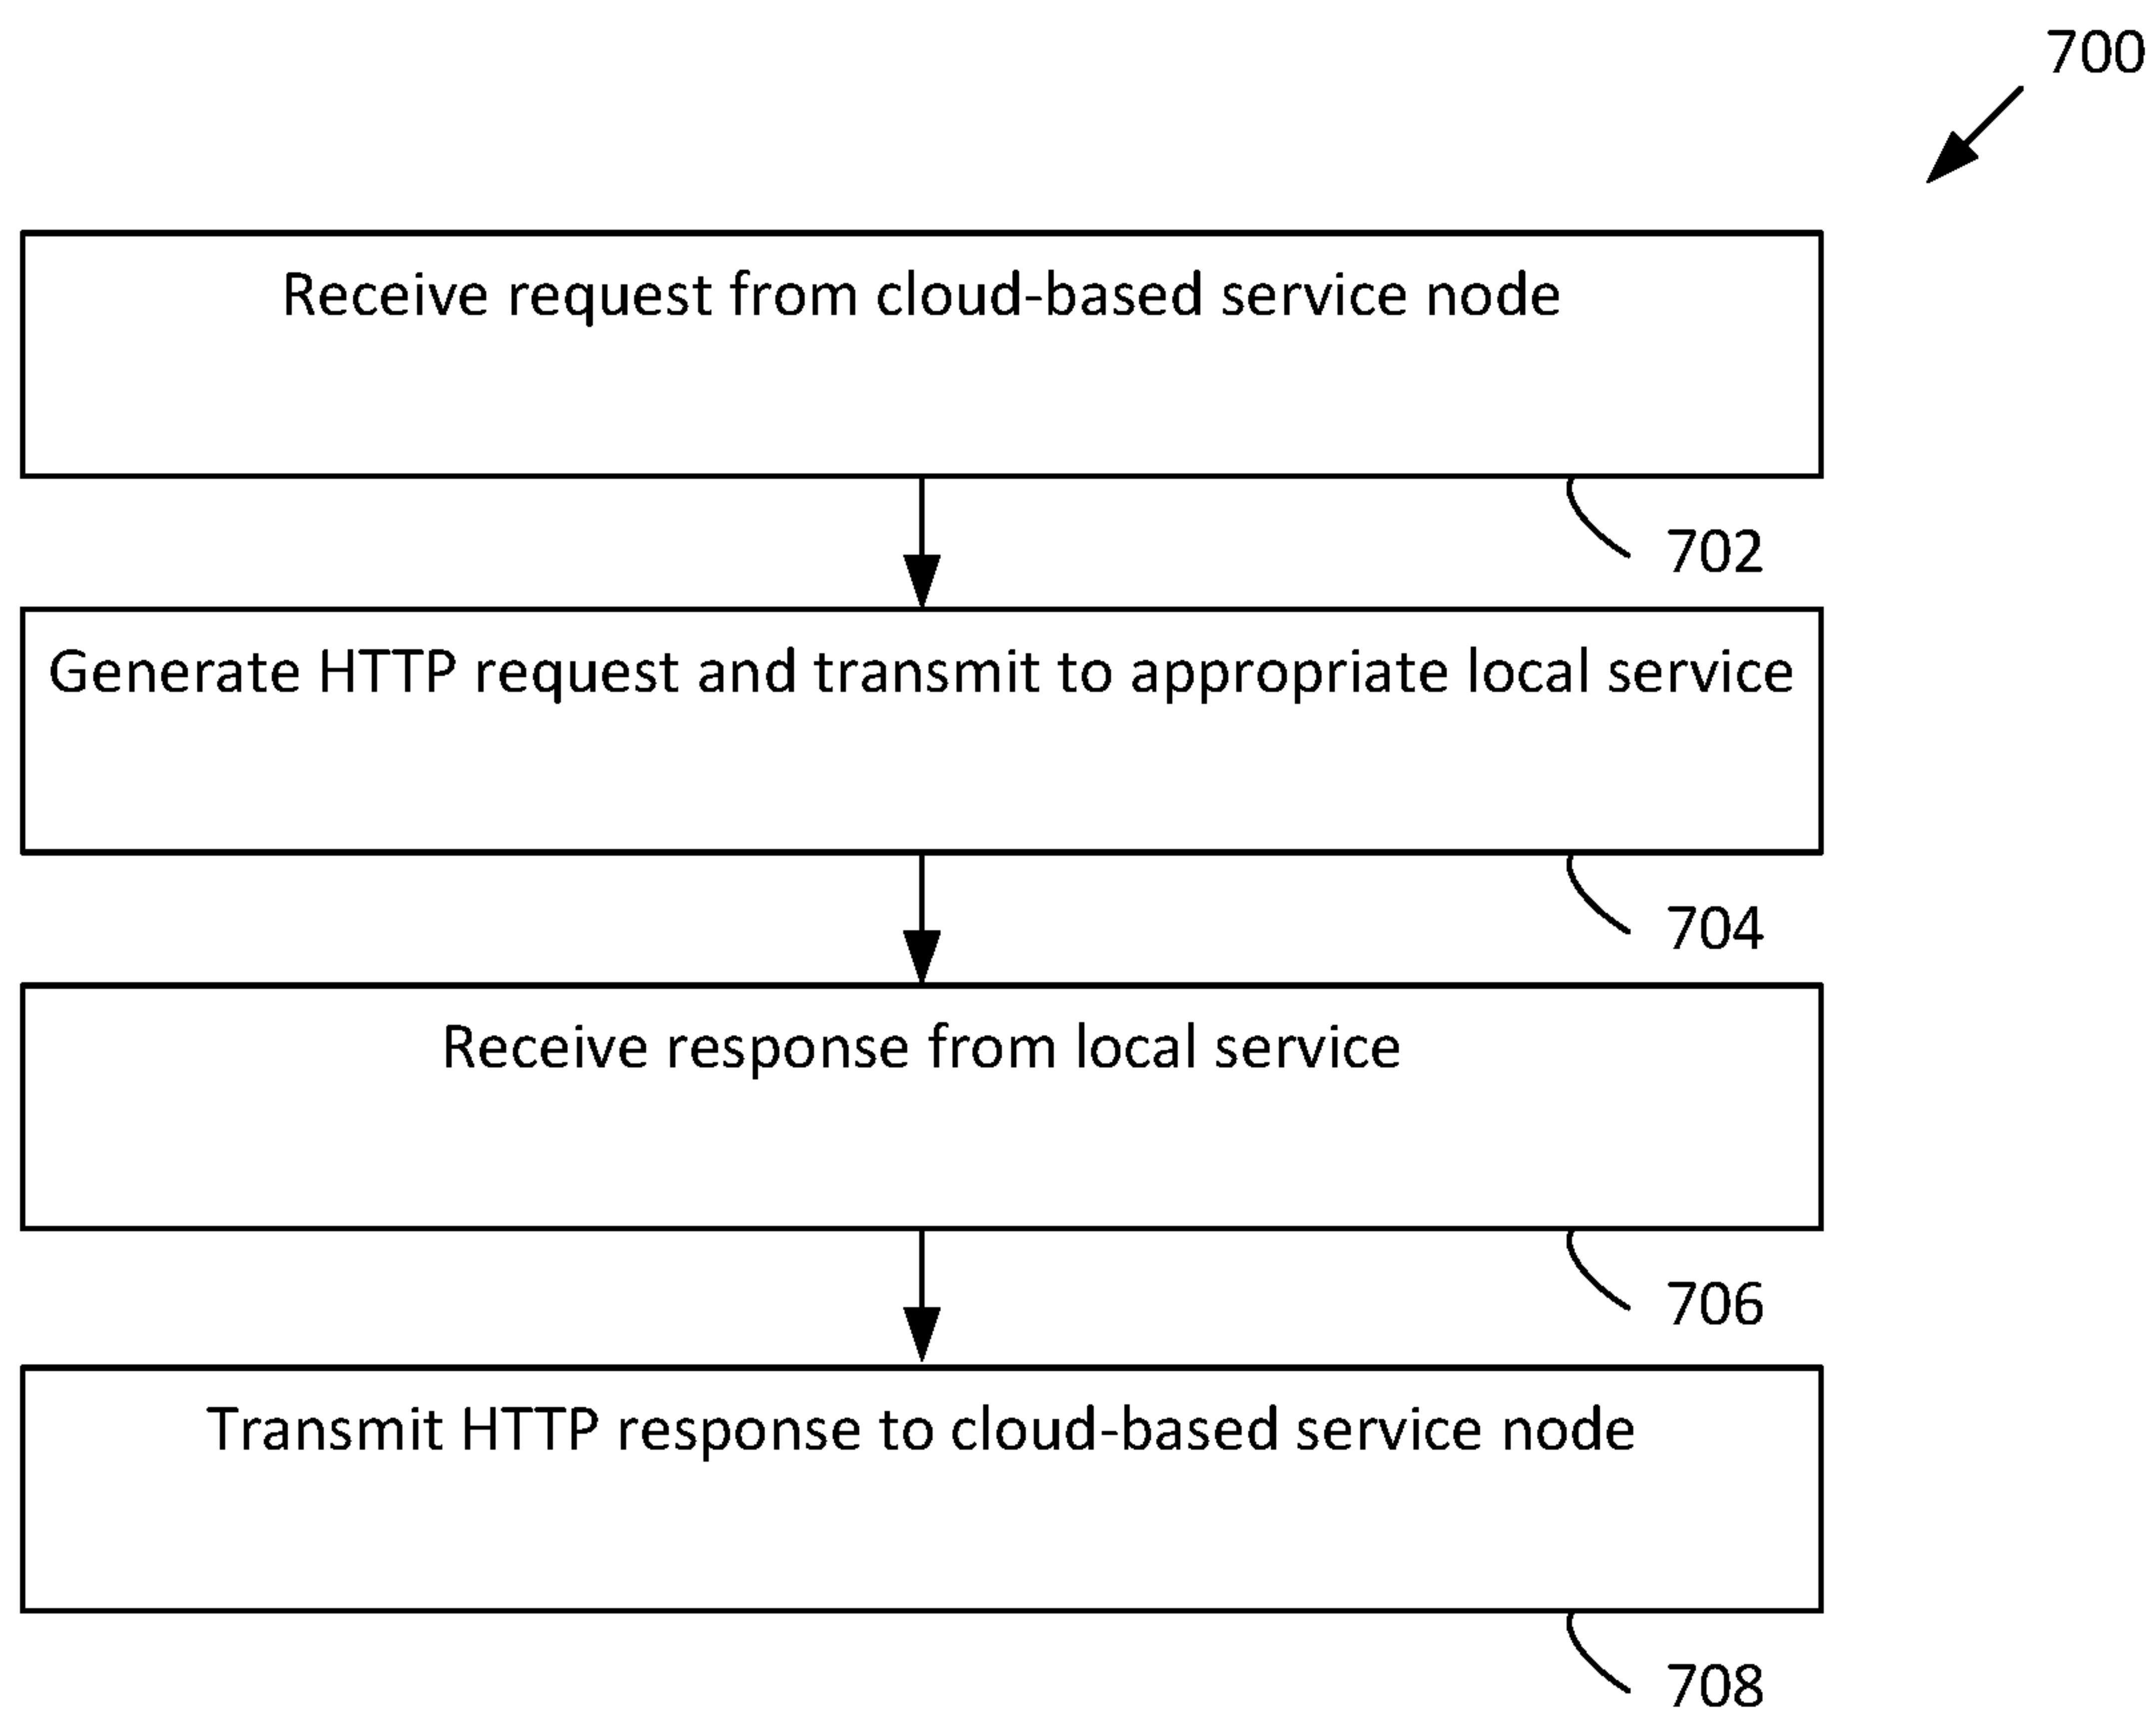 700
Receive request from cloud-based service node
702
Generate HTTP request and transmit to appropriate local service
704
Receive response from local service
706
Transmit HTTP response to cloud-based service node
708